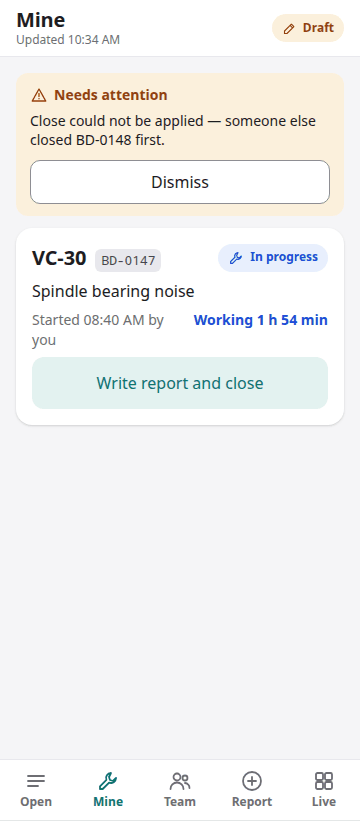 Mine
Updated 10:34 AM
Draft
Needs attention
Close could not be applied — someone else
closed BD-0148 first.
Dismiss
VC-30 BD-0147
In progress
Spindle bearing noise
Started 08:40 AM by
you
Working 1 h 54 min
Write report and close
Open
Mine
Team
Report
Live